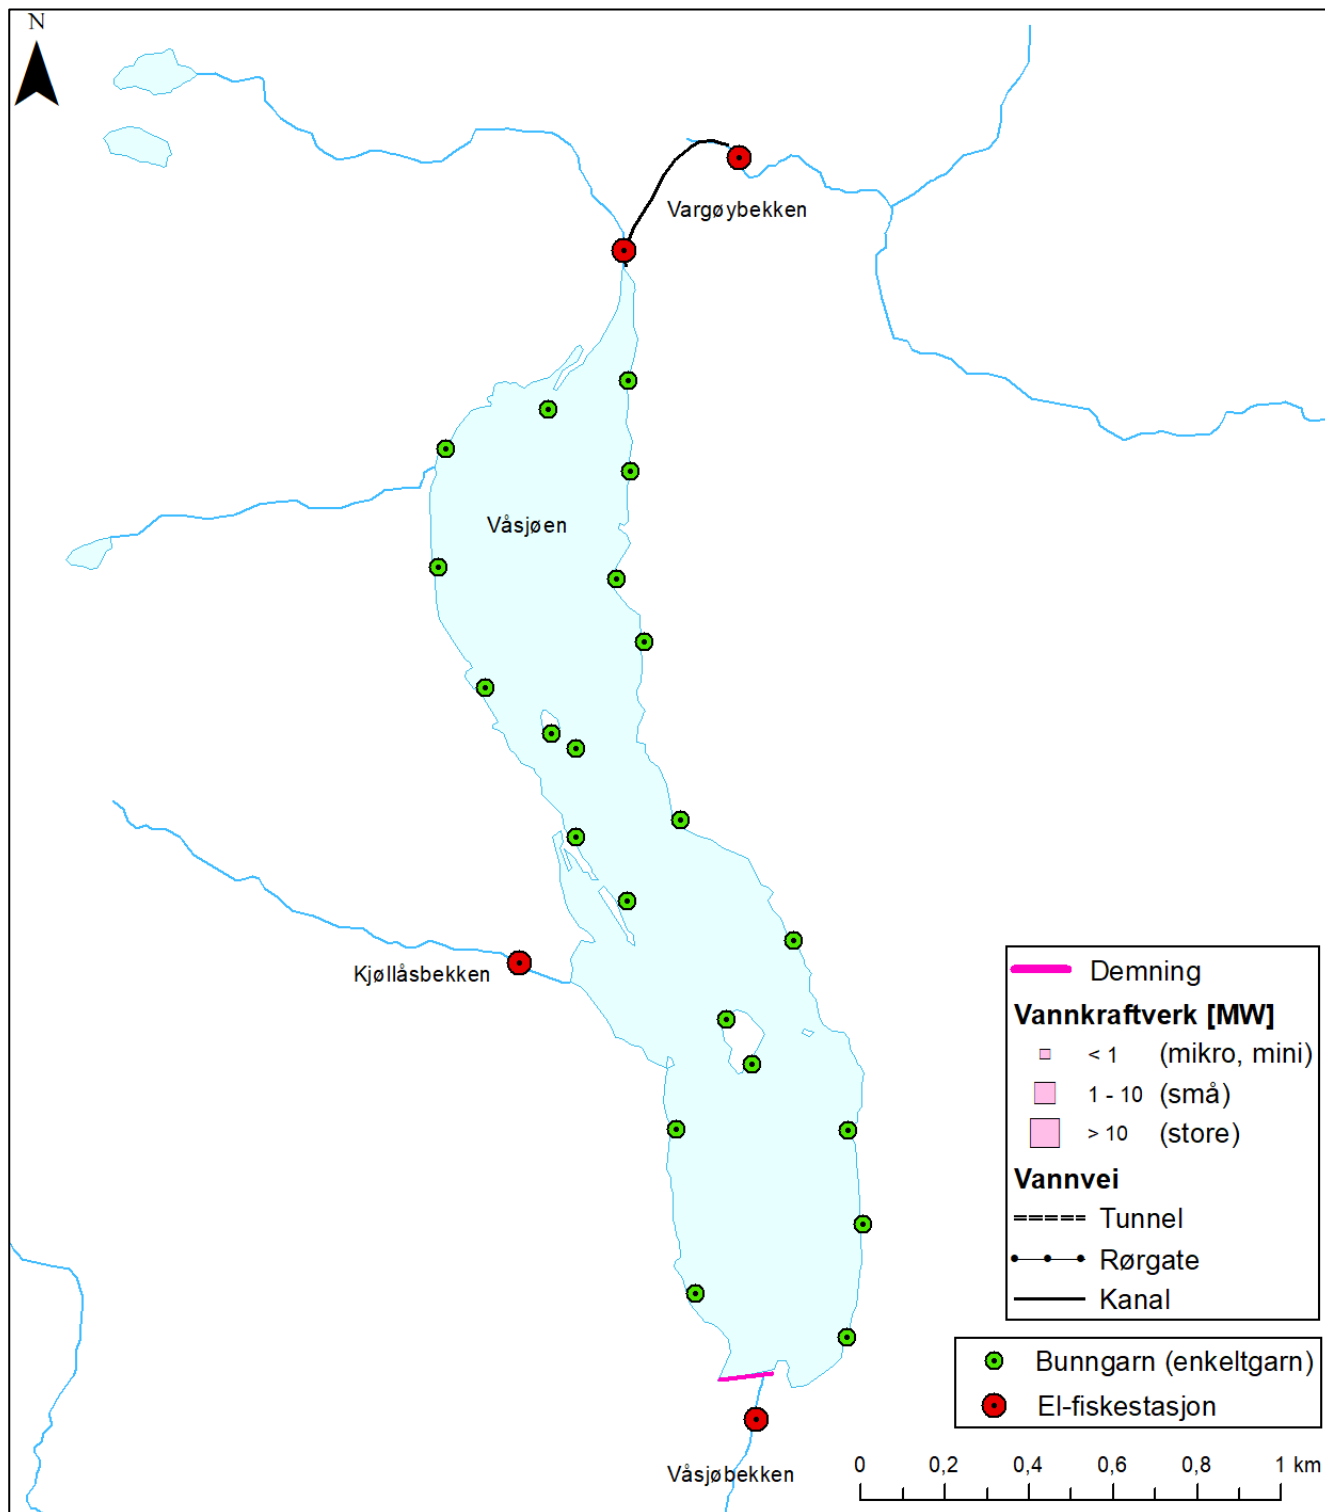 N
Vargøybekken
Våsjøen
Kjøllåsbekken
Demning
Vannkraftverk [MW]
< 1 (mikro, mini)
1 - 10 (små)
> 10 (store)
Vannvei
Tunnel
Rørgate
Kanal
Bunngarn (enkeltgarn)
El-fiskestasjon
Våsjøbekken
0 0,2 0,4 0,6 0,8 1 km